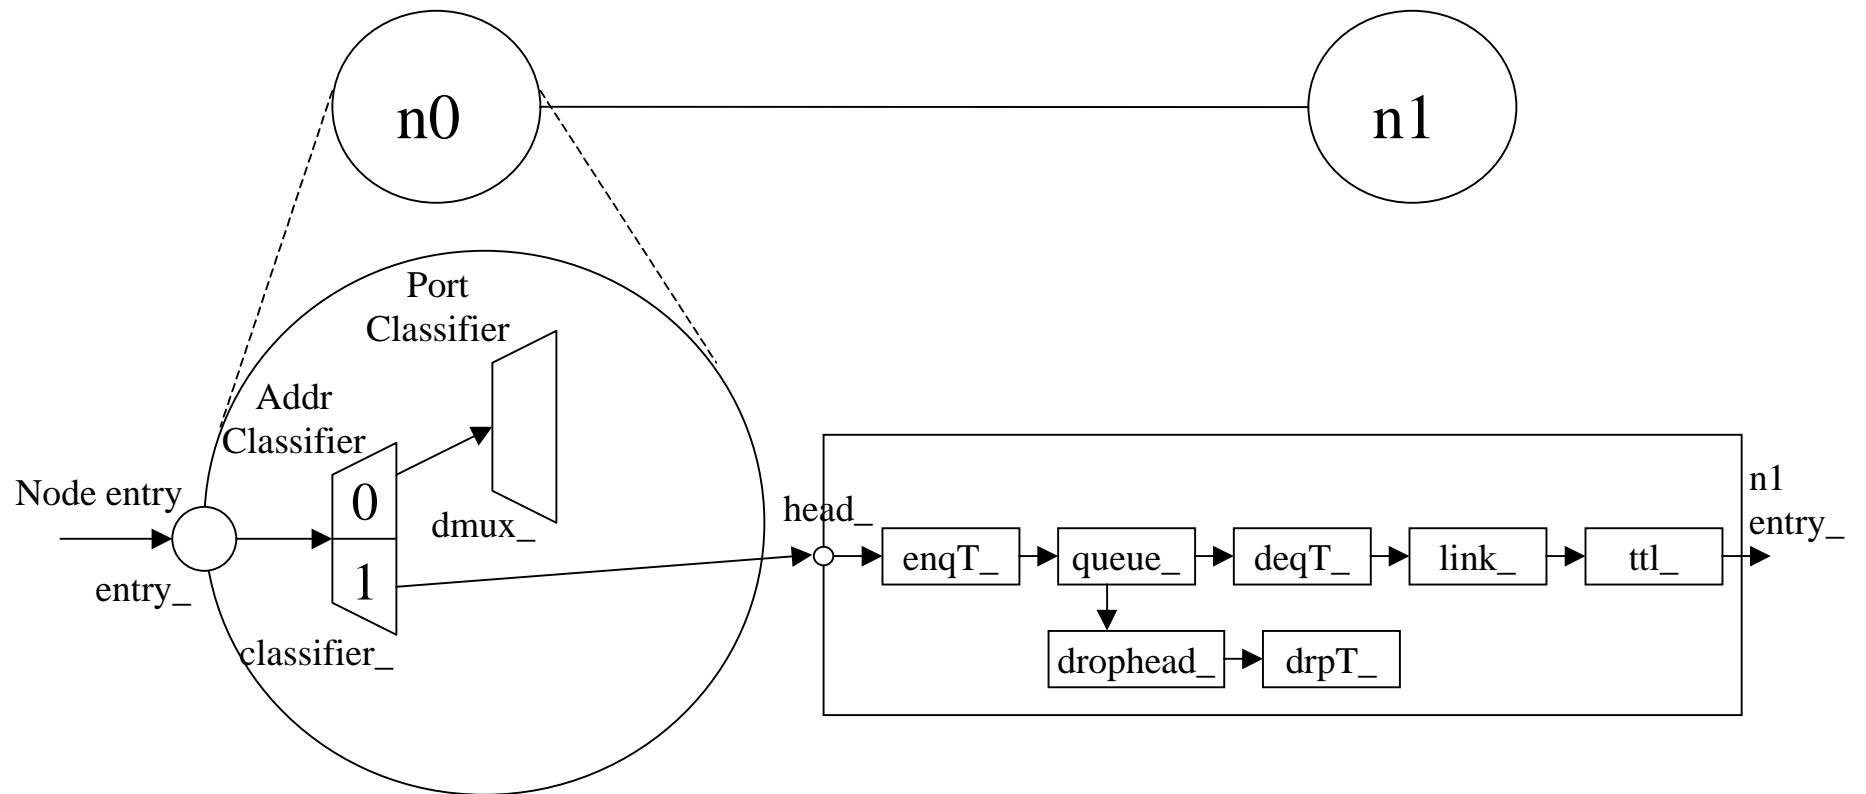 n0
n1
Port
Classifier
Addr
Classifier
0
1
dmux_
classifier_
Node entry
entry_
head_
enqT_
queue_
deqT_
link_
ttl_
n1
entry_
drophead_
drpT_